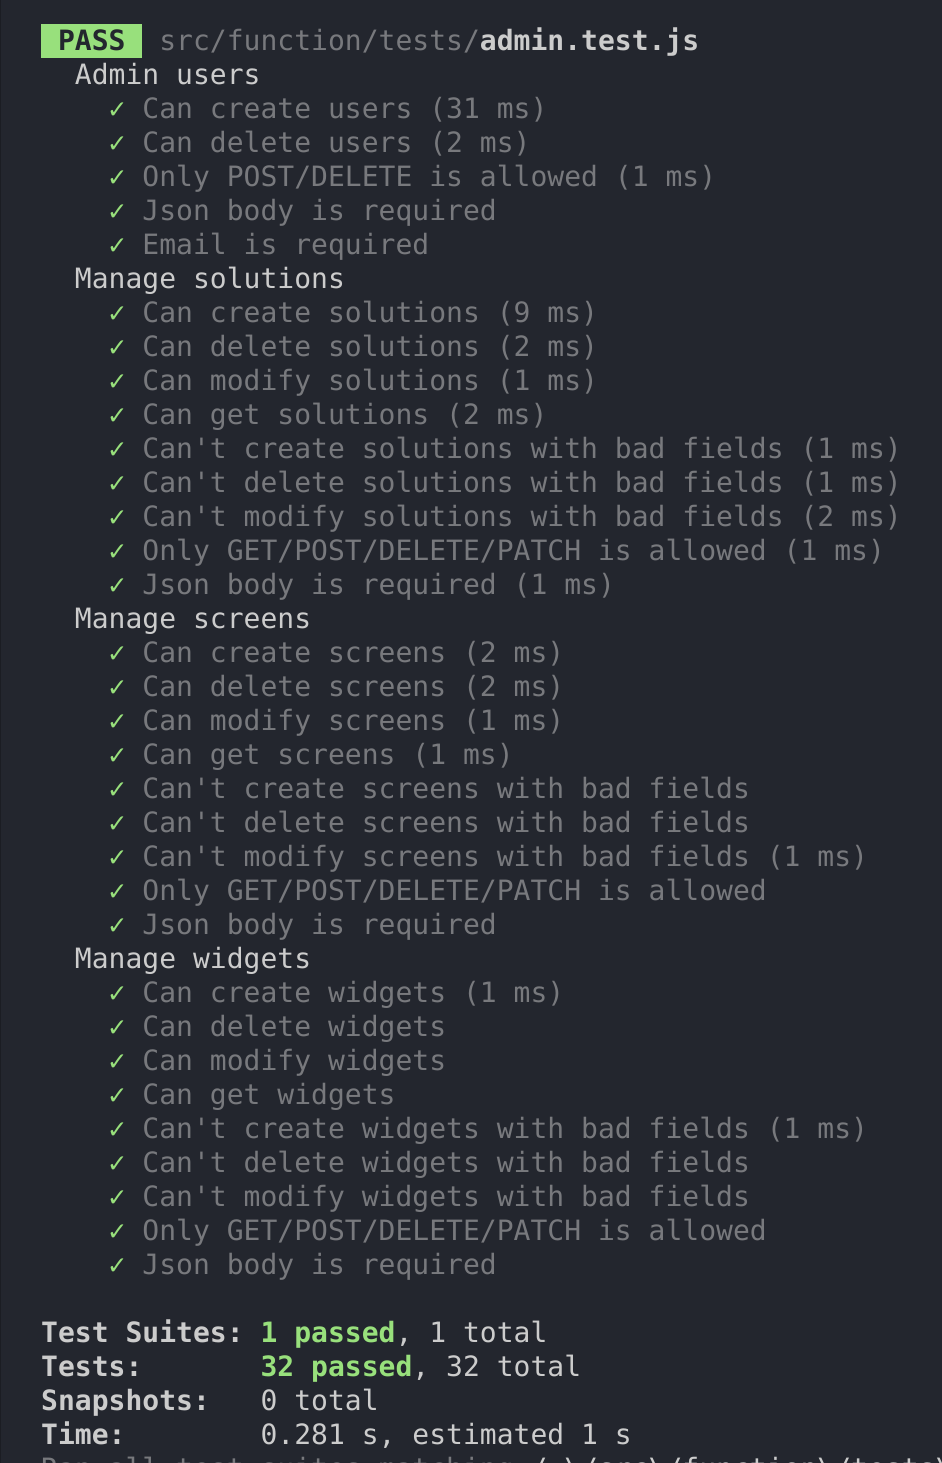 PASS src/function/tests/admin.test.js
Admin users
✓ Can create users (31 ms)
✓ Can delete users (2 ms)
✓ Only POST/DELETE is allowed (1 ms)
✓ Json body is required
✓ Email is required
Manage solutions
✓ Can create solutions (9 ms)
✓ Can delete solutions (2 ms)
✓ Can modify solutions (1 ms)
✓ Can get solutions (2 ms)
✓ Can't create solutions with bad fields (1 ms)
✓ Can't delete solutions with bad fields (1 ms)
✓ Can't modify solutions with bad fields (2 ms)
✓ Only GET/POST/DELETE/PATCH is allowed (1 ms)
✓ Json body is required (1 ms)
Manage screens
✓ Can create screens (2 ms)
✓ Can delete screens (2 ms)
✓ Can modify screens (1 ms)
✓ Can get screens (1 ms)
✓ Can't create screens with bad fields
✓ Can't delete screens with bad fields
✓ Can't modify screens with bad fields (1 ms)
✓ Only GET/POST/DELETE/PATCH is allowed
✓ Json body is required
Manage widgets
✓ Can create widgets (1 ms)
✓ Can delete widgets
✓ Can modify widgets
✓ Can get widgets
✓ Can't create widgets with bad fields (1 ms)
✓ Can't delete widgets with bad fields
✓ Can't modify widgets with bad fields
✓ Only GET/POST/DELETE/PATCH is allowed
✓ Json body is required
Test Suites: 1 passed, 1 total
Tests: 32 passed, 32 total
Snapshots: 0 total
Time: 0.281 s, estimated 1 s